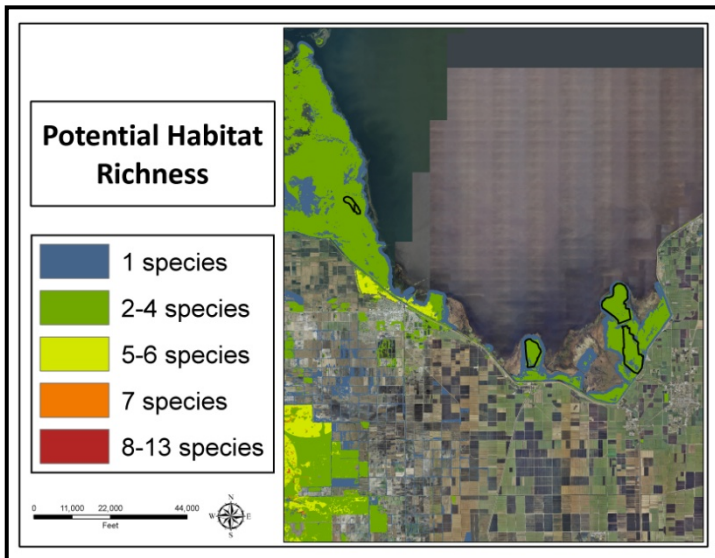 Potential Habitat
Richness
1 species
2-4 species
5-6 species
7 species
8-13 species
0 11,000 22,000 44,000
Feet
N
W E
S